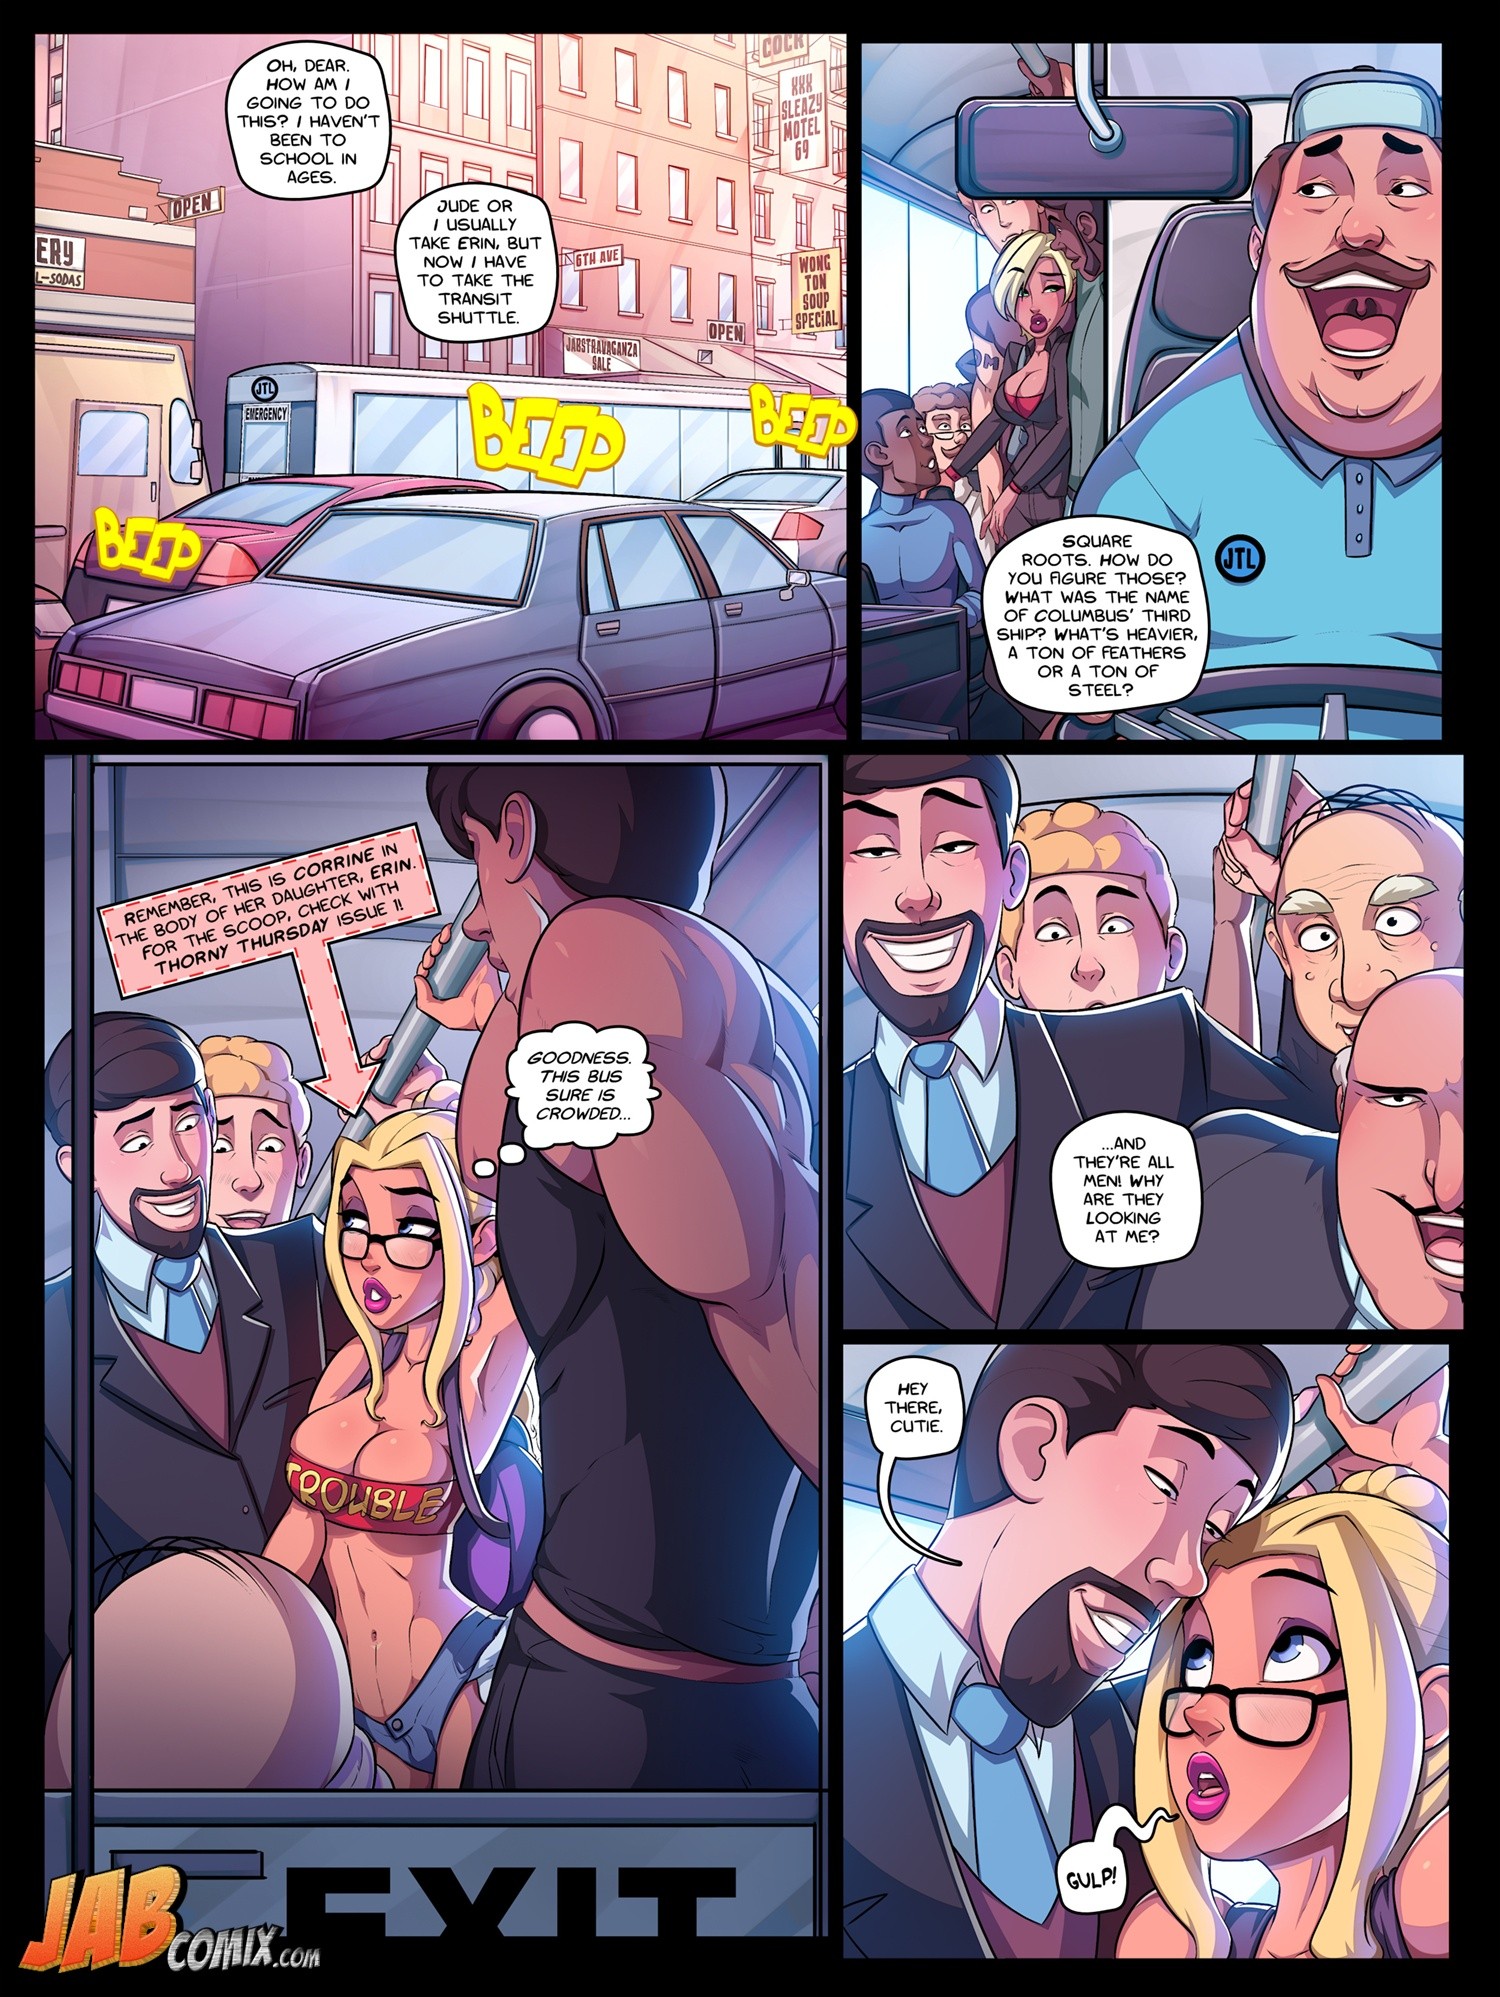 OH, DEAR.
HOW AM I
GOING TO DO
THIS? I HAVEN'T
BEEN TO
SCHOOL IN
AGES.
JUDE OR
I USUALLY
TAKE ERIN, BUT
NOW I HAVE
TO TAKE THE
TRANSIT
SHUTTLE.
COCK
XXX
SLEAZY
MOTEL
69
OPEN
ERY
L-SODAS
6TH AVE
WONG
TON
SOUP
SPECIAL
OPEN
JABSTRAVAGANZA
SALE
JTL
EMERGENCY
BEEP
BEEP
BEEP
OM
SQUARE
ROOTS. HOW DO
YOU FIGURE THOSE?
WHAT WAS THE NAME
OF COLUMBUS' THIRD
SHIP? WHAT'S HEAVIER,
A TON OF FEATHERS
OR A TON OF
STEEL?
JTL
REMEMBER, THIS IS CORRINE IN
THE BODY OF HER DAUGHTER, ERIN.
FOR THE SCOOP, CHECK WITH
THORNY THURSDAY ISSUE 1!
GOODNESS.
THIS BUS
SURE IS
CROWDED...
TROUBLE
EXIT
...AND
THEY'RE ALL
MEN! WHY
ARE THEY
LOOKING
AT ME?
HEY
THERE,
CUTIE.
GULP!
JAB
COMIX.COM